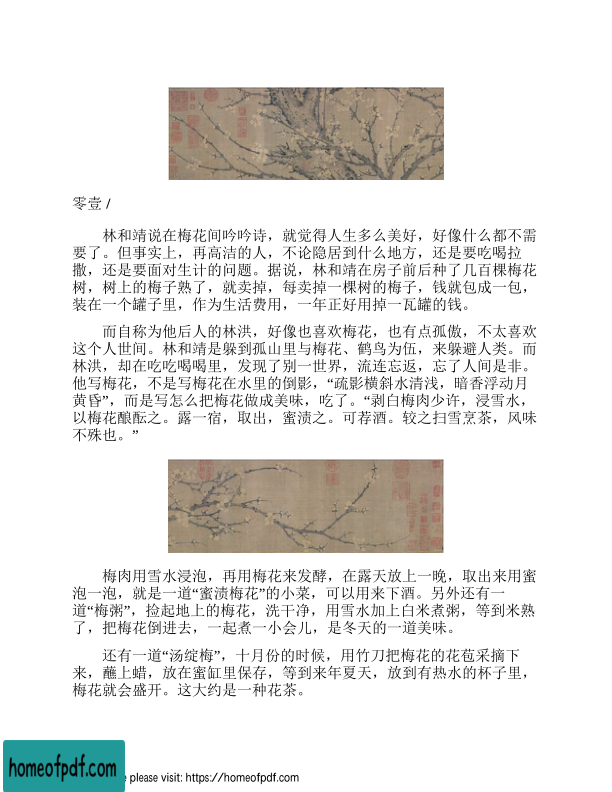 零壹 /
林和靖说在梅花间吟吟诗，就觉得人生多么美好，好像什么都不需
要了。但事实上，再高洁的人，不论隐居到什么地方，还是要吃喝拉
撒，还是要面对生计的问题。据说，林和靖在房子前后种了几百棵梅花
树，树上的梅子熟了，就卖掉，每卖掉一棵树的梅子，钱就包成一包，
装在一个罐子里，作为生活费用，一年正好用掉一瓦罐的钱。
而自称为他后人的林洪，好像也喜欢梅花，也有点孤傲，不太喜欢
这个人世间。林和靖是躲到孤山里与梅花、鹤鸟为伍，来躲避人类。而
林洪，却在吃吃喝喝里，发现了别一世界，流连忘返，忘了人间是非。
他写梅花，不是写梅花在水里的倒影，“疏影横斜水清浅，暗香浮动月
黄昏”，而是写怎么把梅花做成美味，吃了。“剥白梅肉少许，浸雪水，
以梅花酿酝之。露一宿，取出，蜜渍之。可荐酒。较之扫雪烹茶，风味
不殊也。”
梅肉用雪水浸泡，再用梅花来发酵，在露天放上一晚，取出来用蜜
泡一泡，就是一道“蜜渍梅花”的小菜，可以用来下酒。另外还有一
道“梅粥”，捡起地上的梅花，洗干净，用雪水加上白米煮粥，等到米熟
了，把梅花倒进去，一起煮一小会儿，是冬天的一道美味。
还有一道“汤绽梅”，十月份的时候，用竹刀把梅花的花苞采摘下
来，蘸上蜡，放在蜜缸里保存，等到来年夏天，放到有热水的杯子里，
梅花就会盛开。这大约是一种花茶。
homeofpdf.com
please visit: https://homeofpdf.com